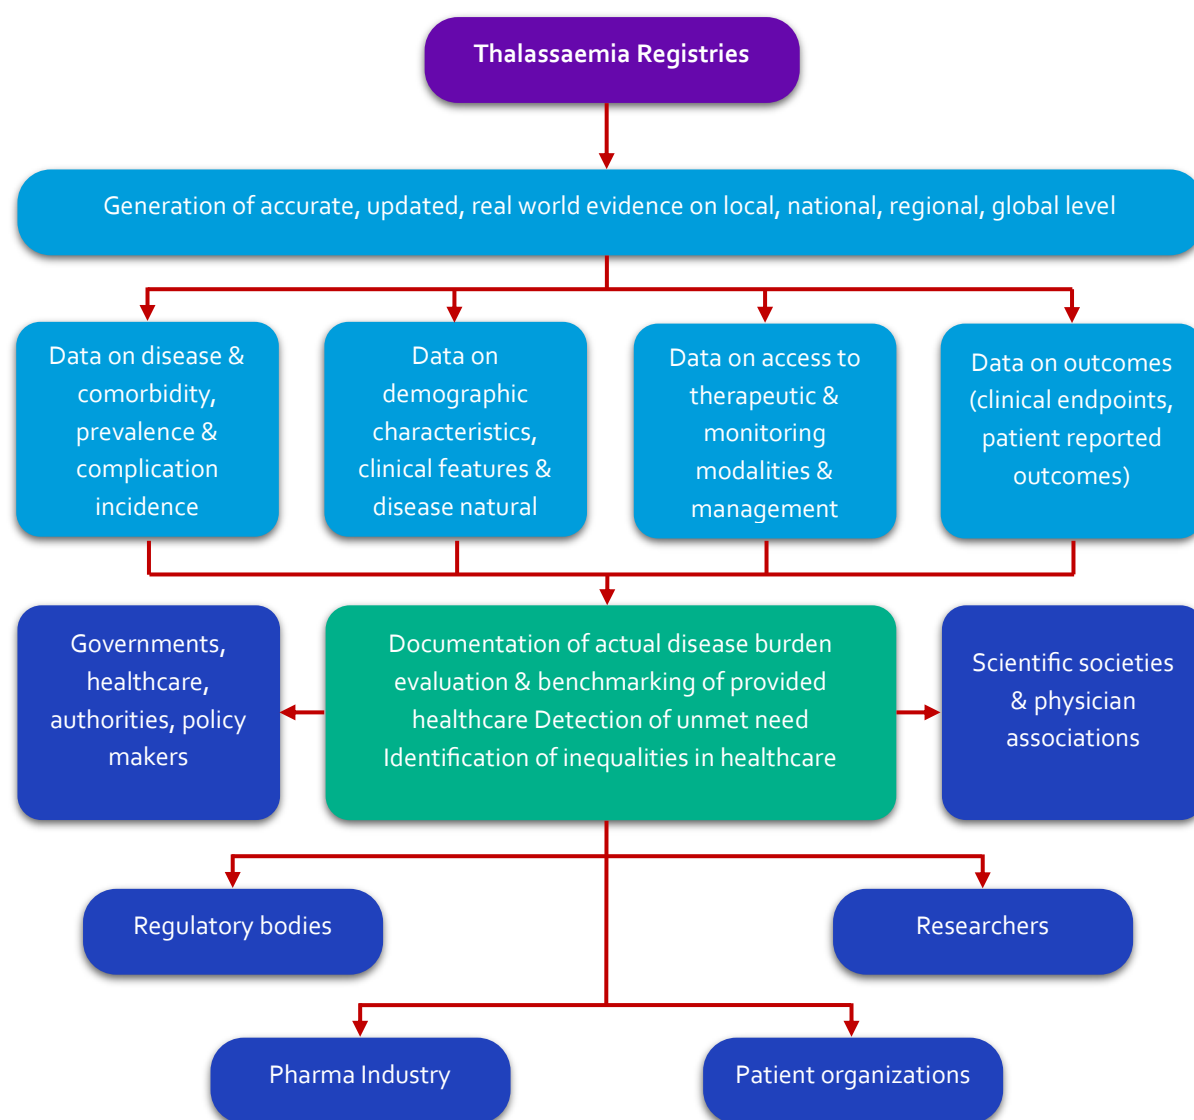 Thalassaemia Registries
Generation of accurate, updated, real world evidence on local, national, regional, global level
Data on disease &
comorbidity,
prevalence &
complication
incidence
Data on
demographic
characteristics,
clinical features &
disease natural
Data on access to
therapeutic &
monitoring
modalities &
management
Data on outcomes
(clinical endpoints,
patient reported
outcomes)
Governments,
healthcare,
authorities, policy
makers
Documentation of actual disease burden
evaluation & benchmarking of provided
healthcare Detection of unmet need
Identification of inequalities in healthcare
Scientific societies
& physician
associations
Regulatory bodies
Researchers
Pharma Industry
Patient organizations